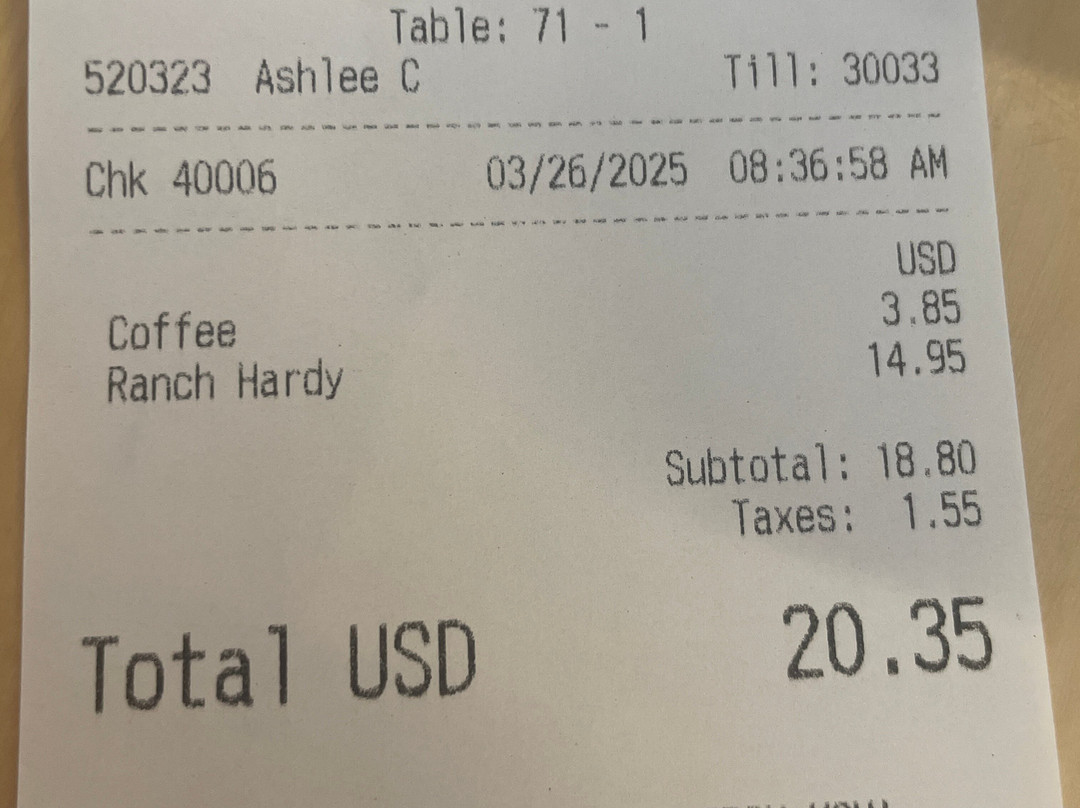 Table: 71 - 1
520323 Ashlee C Till: 30033
Chk 40006 03/26/2025 08:36:58 AM
USD
Coffee 3.85
Ranch Hardy 14.95
Subtotal: 18.80
Taxes: 1.55
Total USD 20.35